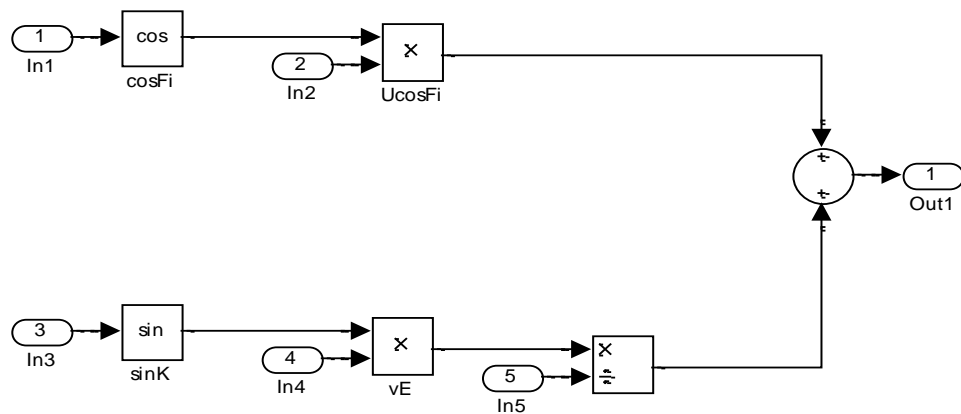 1
In1
cos
cosFi
2
In2
×
UcosFi
+
+
1
Out1
3
In3
sin
sinK
4
In4
×
vE
5
In5
×
÷